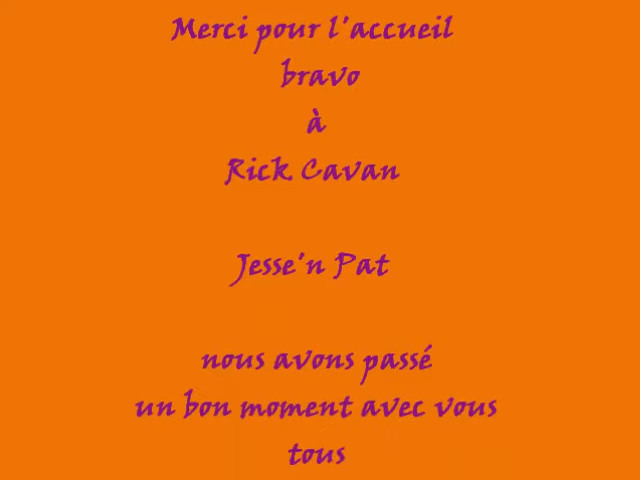 Merci pour l'accueil
bravo
à
Rick Cavan
Jesse'n Pat
nous avons passé
un bon moment avec vous
tous